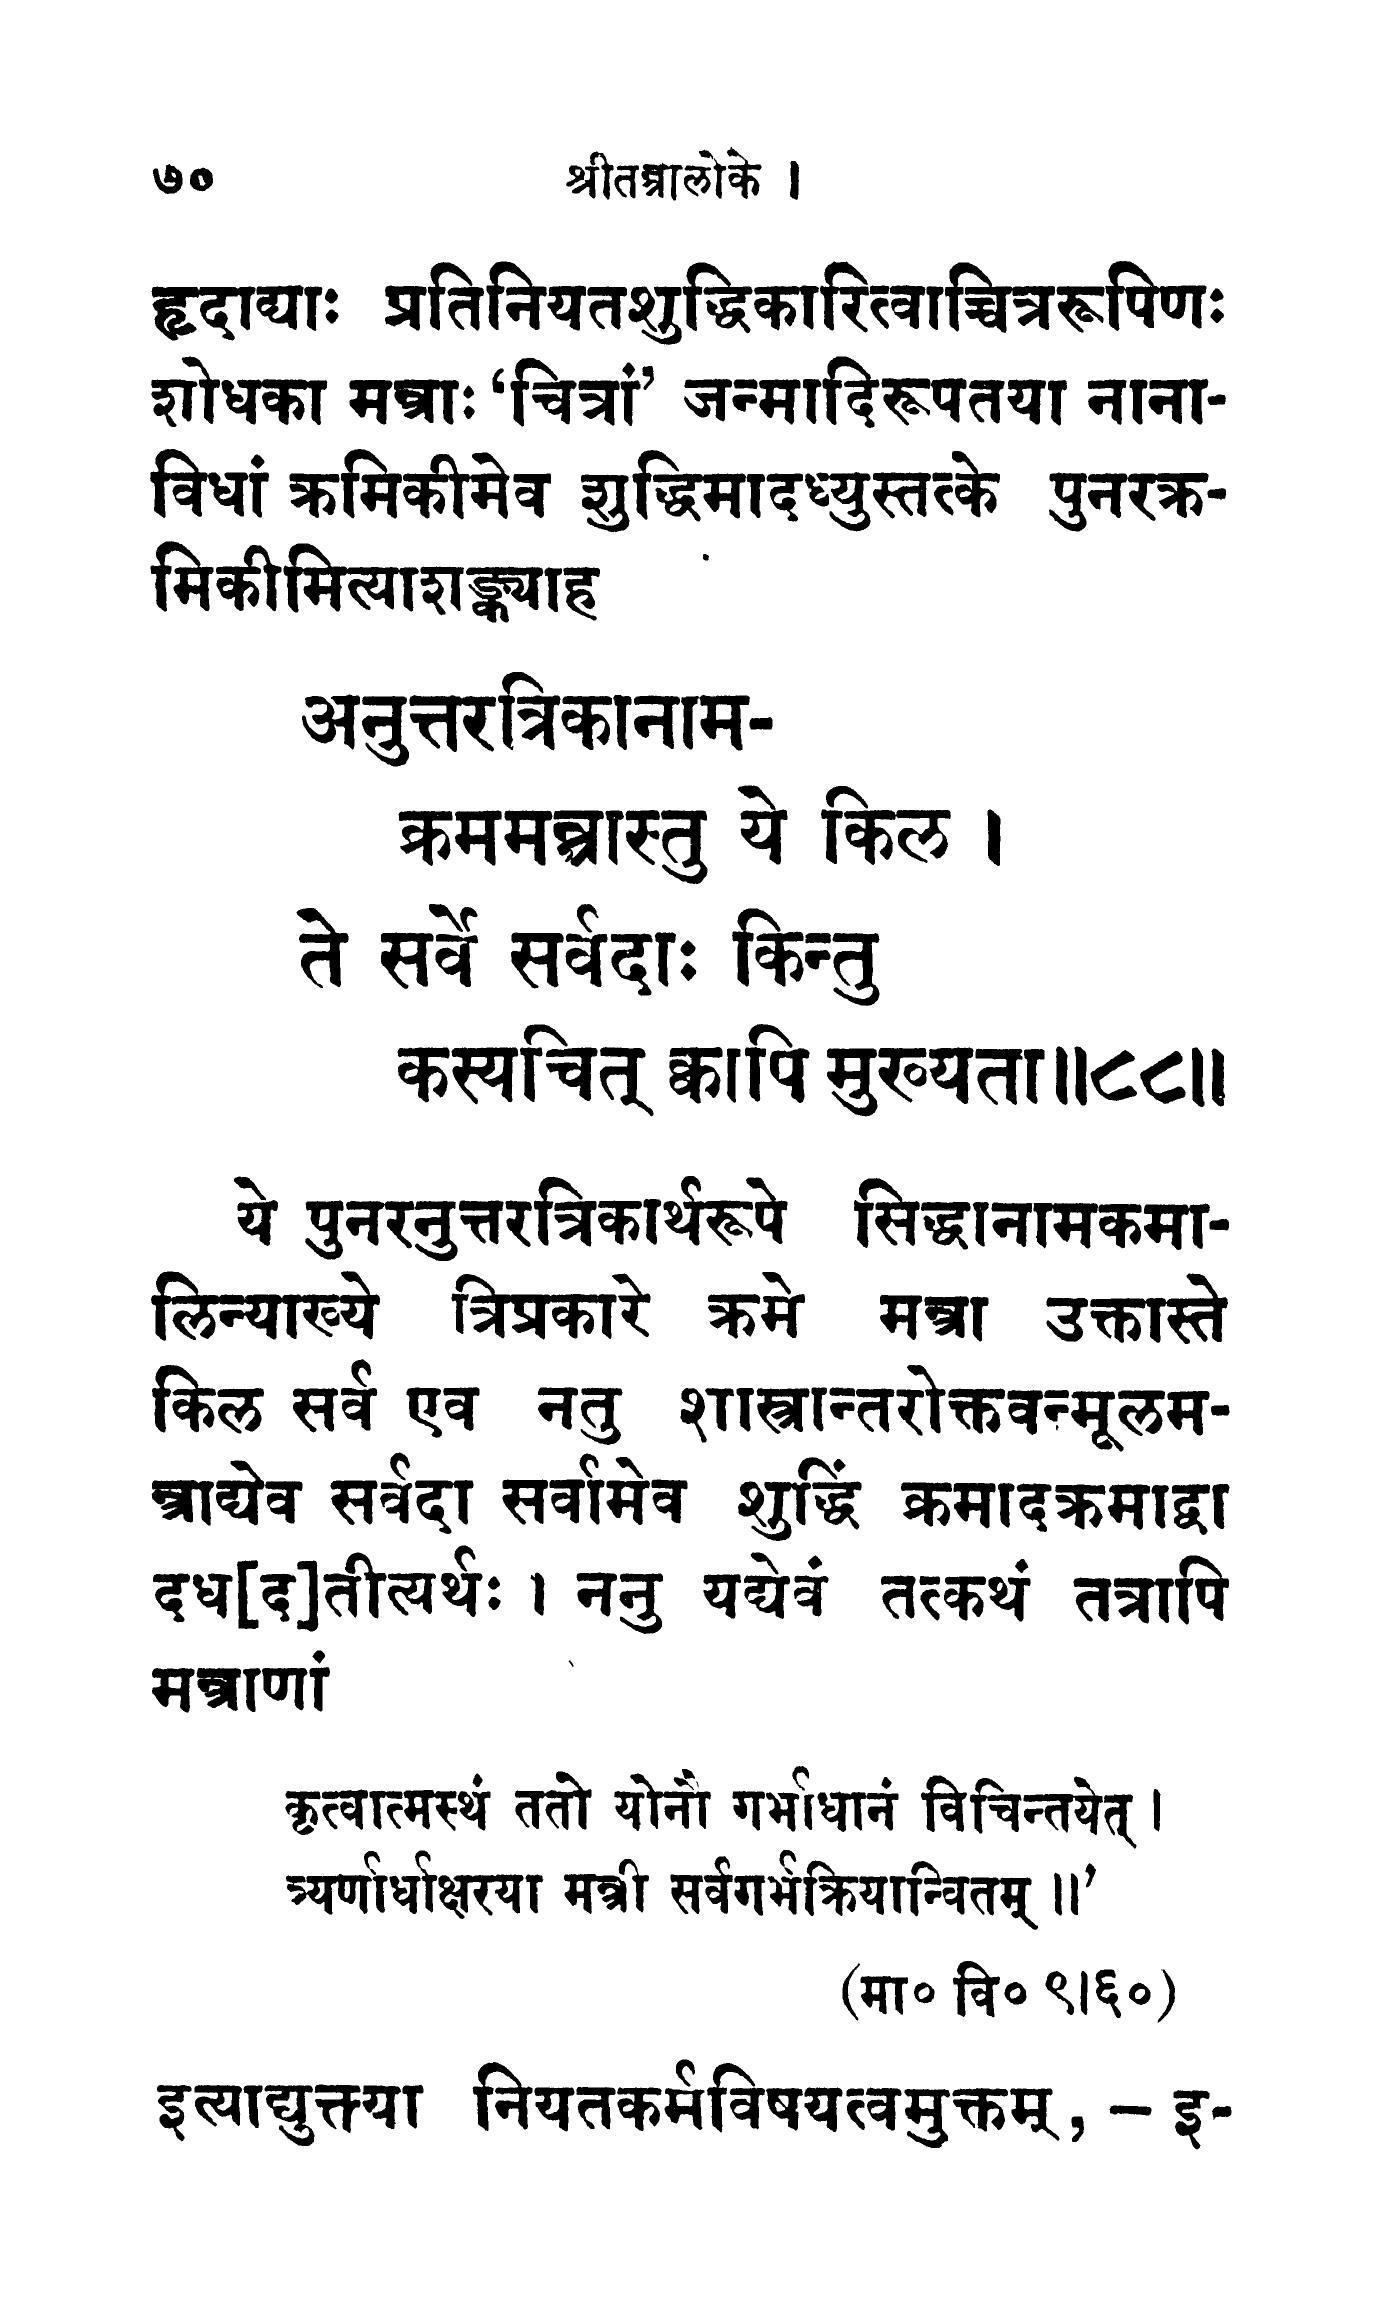 ७० श्रीतन्त्रालोके ।
हृदाद्याः प्रतिनियतशुद्धिकारित्वाच्चित्ररूपिणः
शोधका मन्त्राः ‘चित्रां’ जन्मादिरूपतया नाना-
विधां क्रमिकीमेव शुद्धिमादध्युस्तत्के पुनरक्र-
मिकीमित्याशङ्क्याह
अनुत्तरत्रिकानाम-
क्रममन्त्रास्तु ये किल ।
ते सर्वे सर्वदाः किन्तु
कस्यचित् क्वापि मुख्यता॥८८॥
ये पुनरनुत्तरत्रिकार्थरूपे सिद्धानामकमा-
लिन्याख्ये त्रिप्रकारे क्रमे मन्त्रा उक्तास्ते
किल सर्व एव नतु शास्त्रान्तरोक्तवन्मूलम-
न्त्राद्येव सर्वदा सर्वामेव शुद्धिं क्रमादक्रमाद्वा
दध[द]तीत्यर्थः । ननु यद्येवं तत्कथं तत्रापि
मन्त्राणां
कृत्वात्मस्थं ततो योनौ गर्भाधानं विचिन्तयेत् ।
त्र्यर्णार्धाक्षरया मन्त्री सर्वगर्भक्रियान्वितम् ॥’
(मा० वि० ९।६०)
इत्याद्युक्तया नियतकर्मविषयत्वमुक्तम्, – इ-